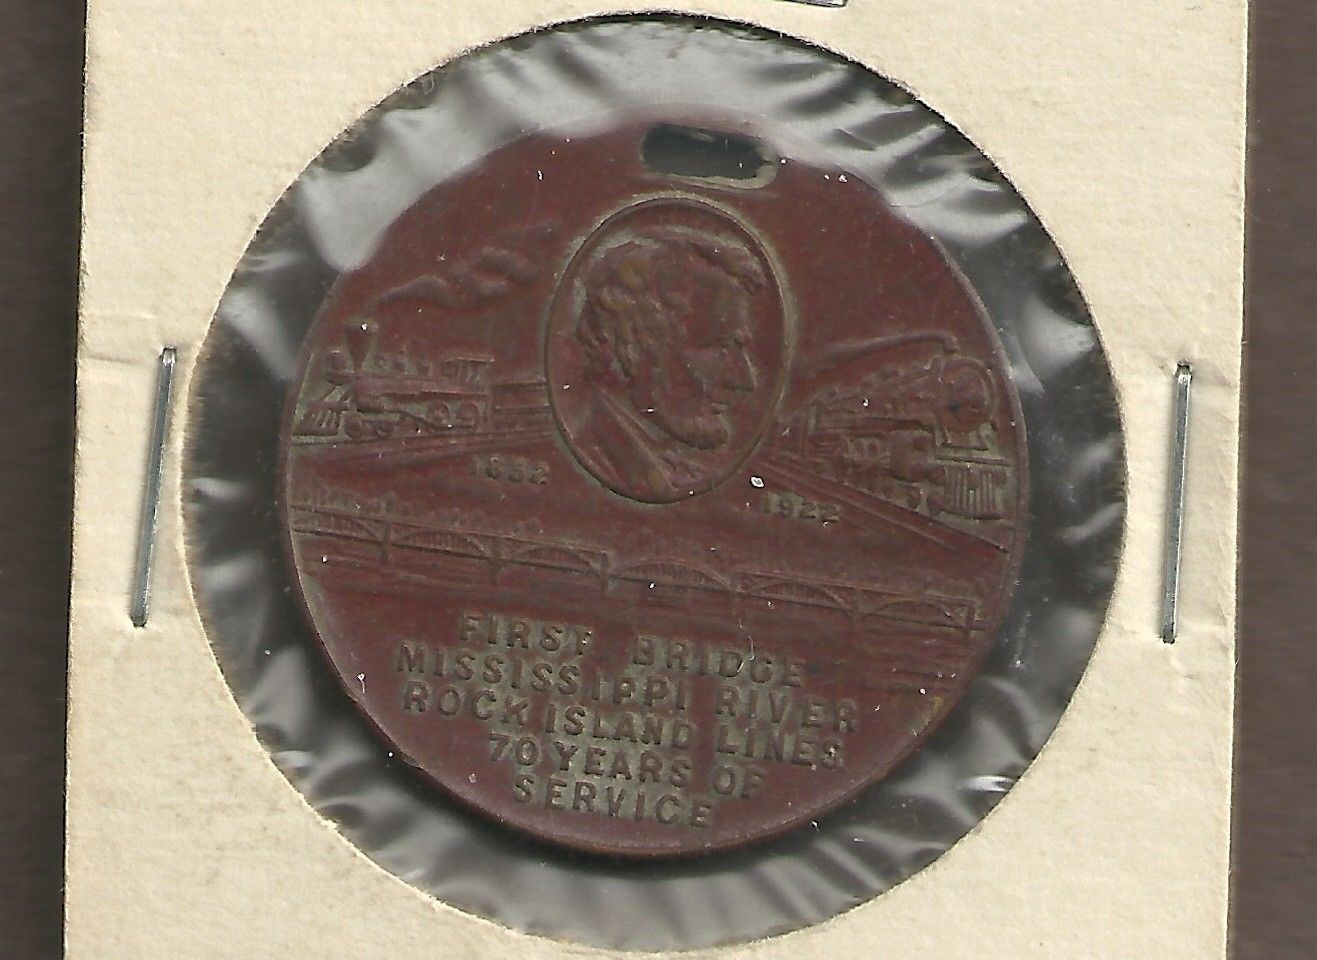 1852
1922
FIRST BRIDGE
MISSISSIPPI RIVER
ROCK ISLAND LINES
70 YEARS OF
SERVICE